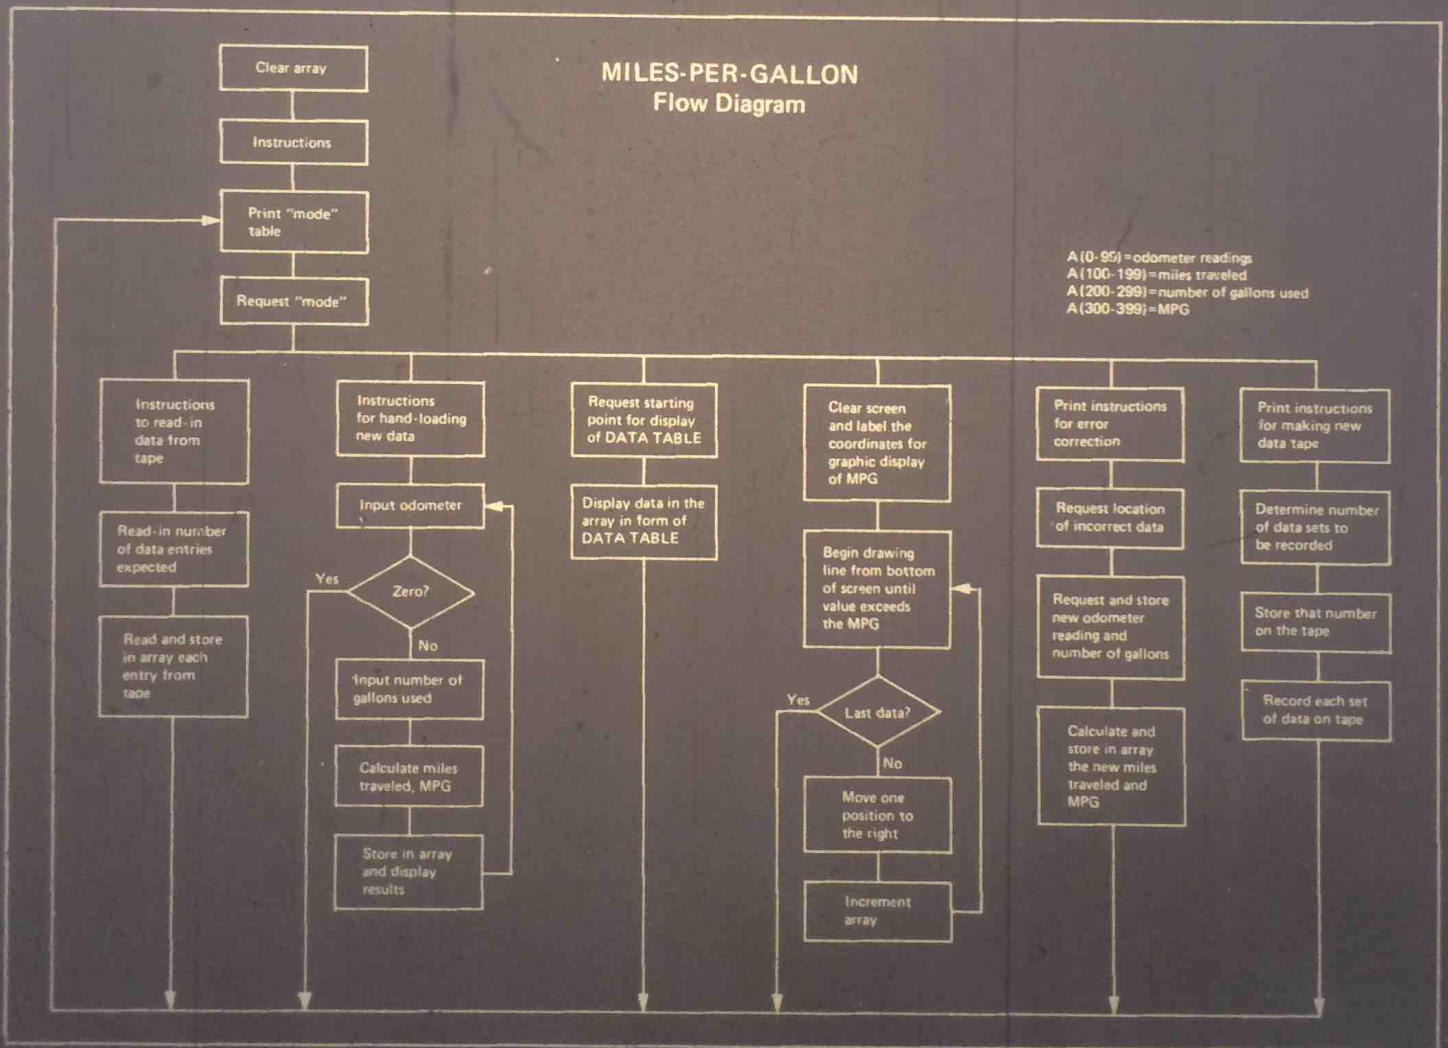 MILES-PER-GALLON
Flow Diagram
Clear array
Instructions
Print "mode"
table
Request "mode"
A(0-99)=odometer readings
A(100-199)=miles traveled
A(200-299)=number of gallons used
A(300-399)=MPG
Instructions
to read-in
data from
tape
Read-in number
of data entries
expected
Read and store
in array each
entry from
tape
Instructions
for hand-loading
new data
Input odometer
Yes
Zero?
No
Input number of
gallons used
Calculate miles
traveled, MPG
Store in array
and display
results
Request starting
point for display
of DATA TABLE
Display data in the
array in form of
DATA TABLE
Clear screen
and label the
coordinates for
graphic display
of MPG
Begin drawing
line from bottom
of screen until
value exceeds
the MPG
Yes
Last data?
No
Move one
position to
the right
Increment
array
Print instructions
for error
correction
Request location
of incorrect data
Request and store
new odometer
reading and
number of gallons
Calculate and
store in array
the new miles
traveled and
MPG
Print instructions
for making new
data tape
Determine number
of data sets to
be recorded
Store that number
on the tape
Record each set
of data on tape